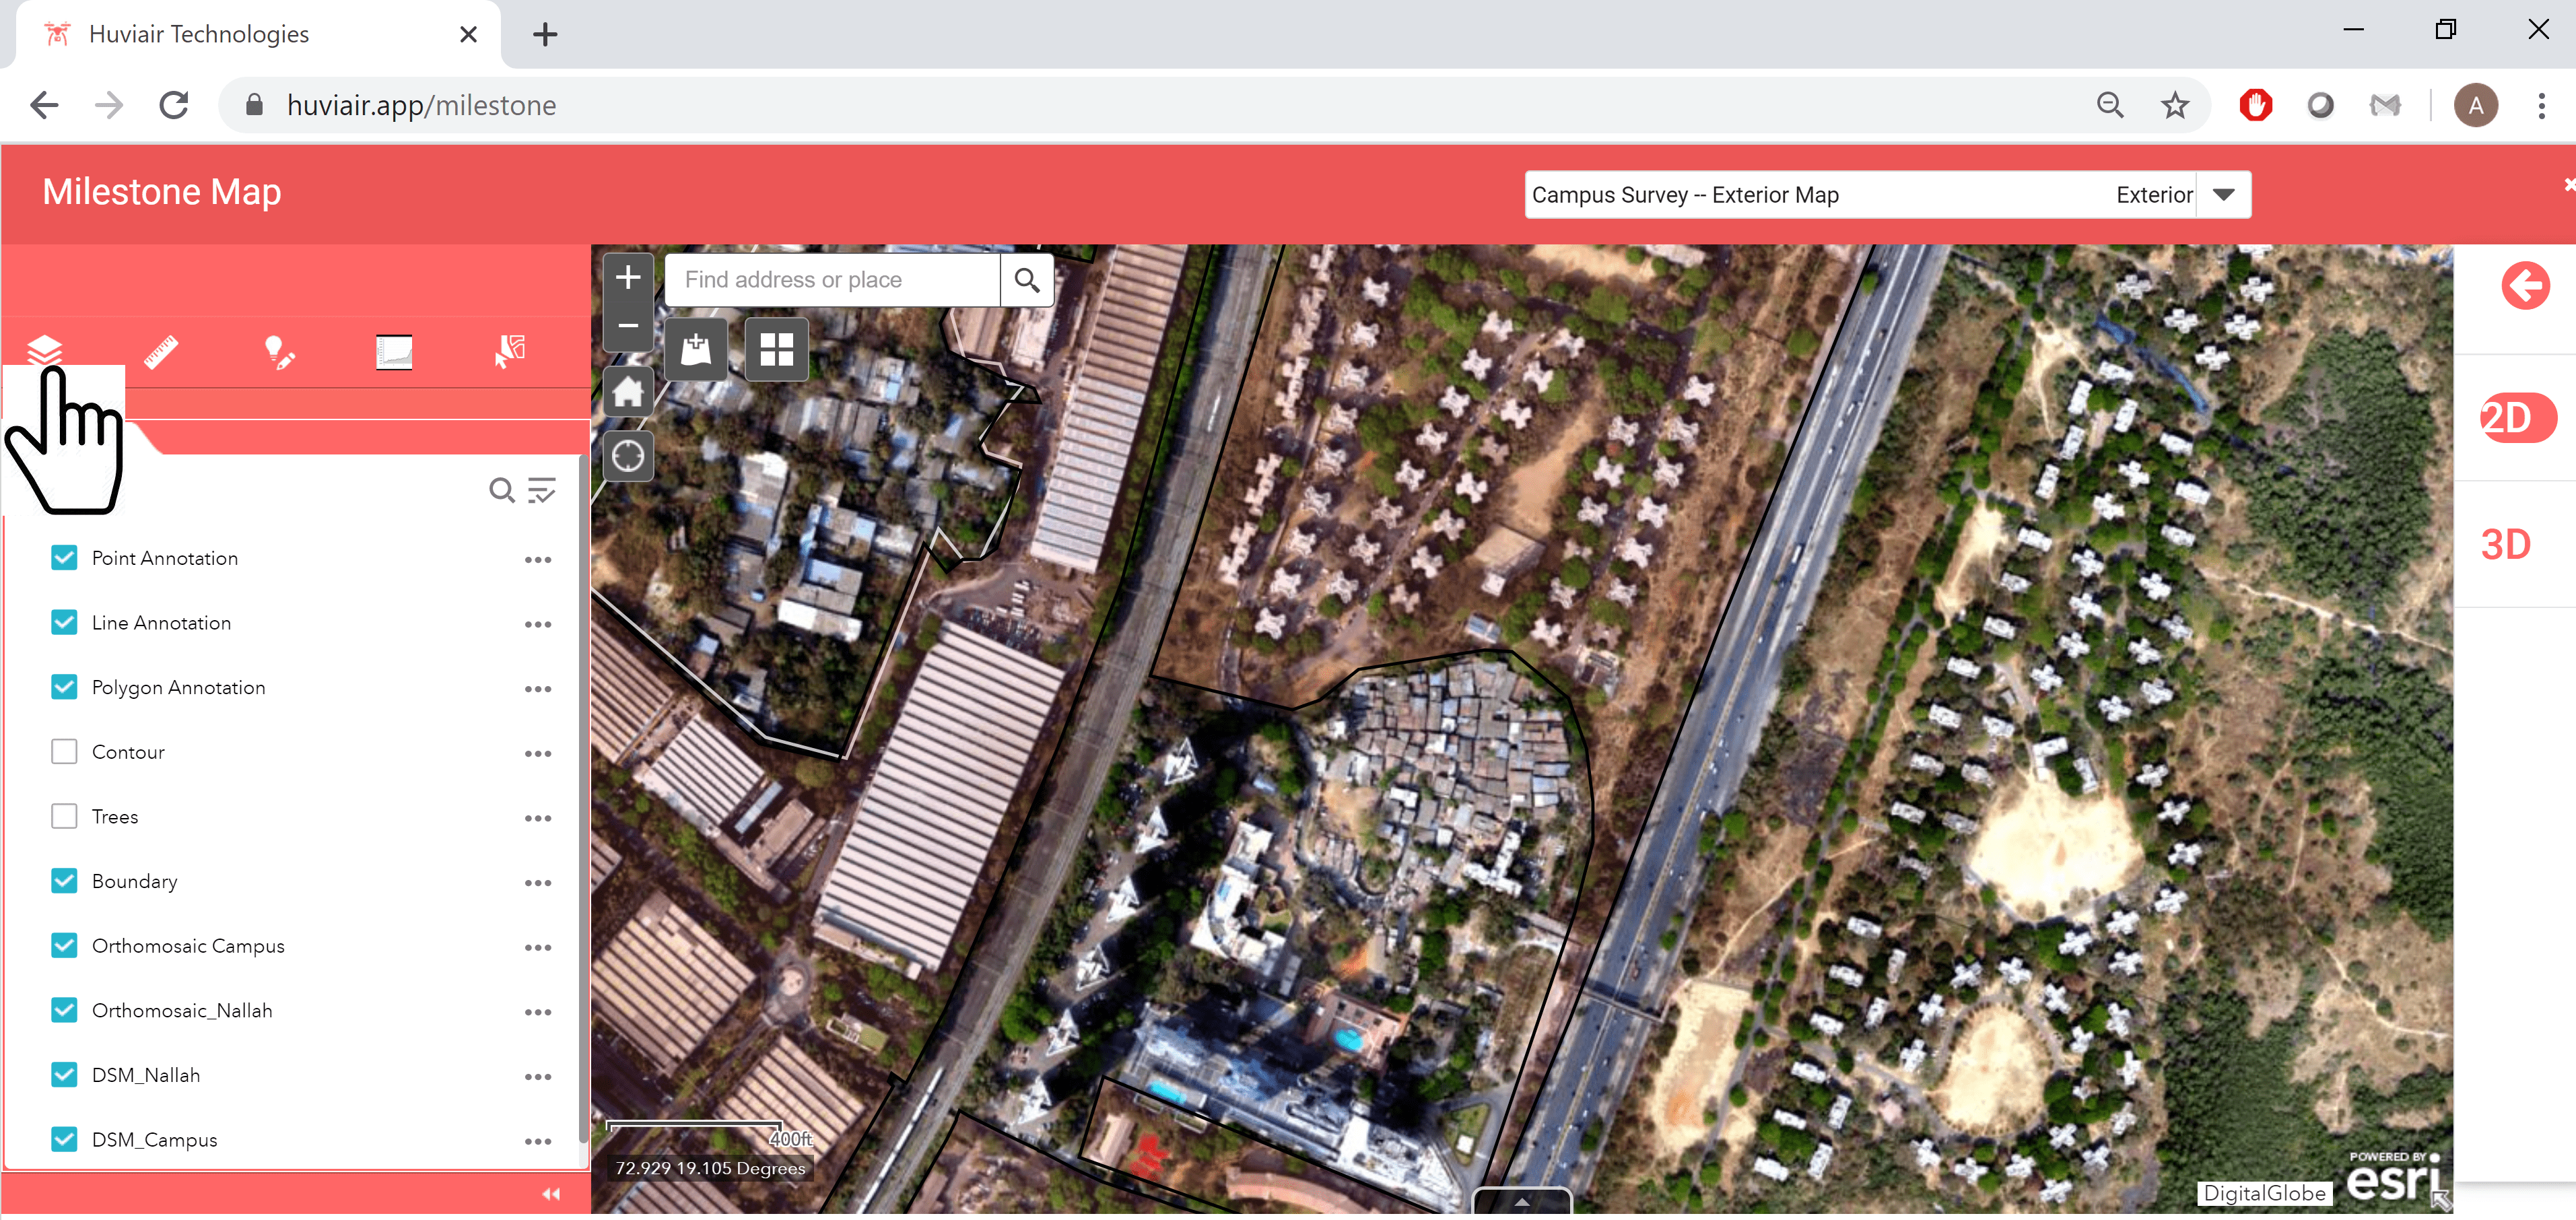 Huviair Technologies
huviair.app/milestone
A
Milestone Map
Campus Survey -- Exterior Map Exterior
Find address or place
2D
3D
Point Annotation
Line Annotation
Polygon Annotation
Contour
Trees
Boundary
Orthomosaic Campus
Orthomosaic_Nallah
DSM_Nallah
DSM_Campus
400ft
72.929 19.105 Degrees
POWERED BY
esri
DigitalGlobe